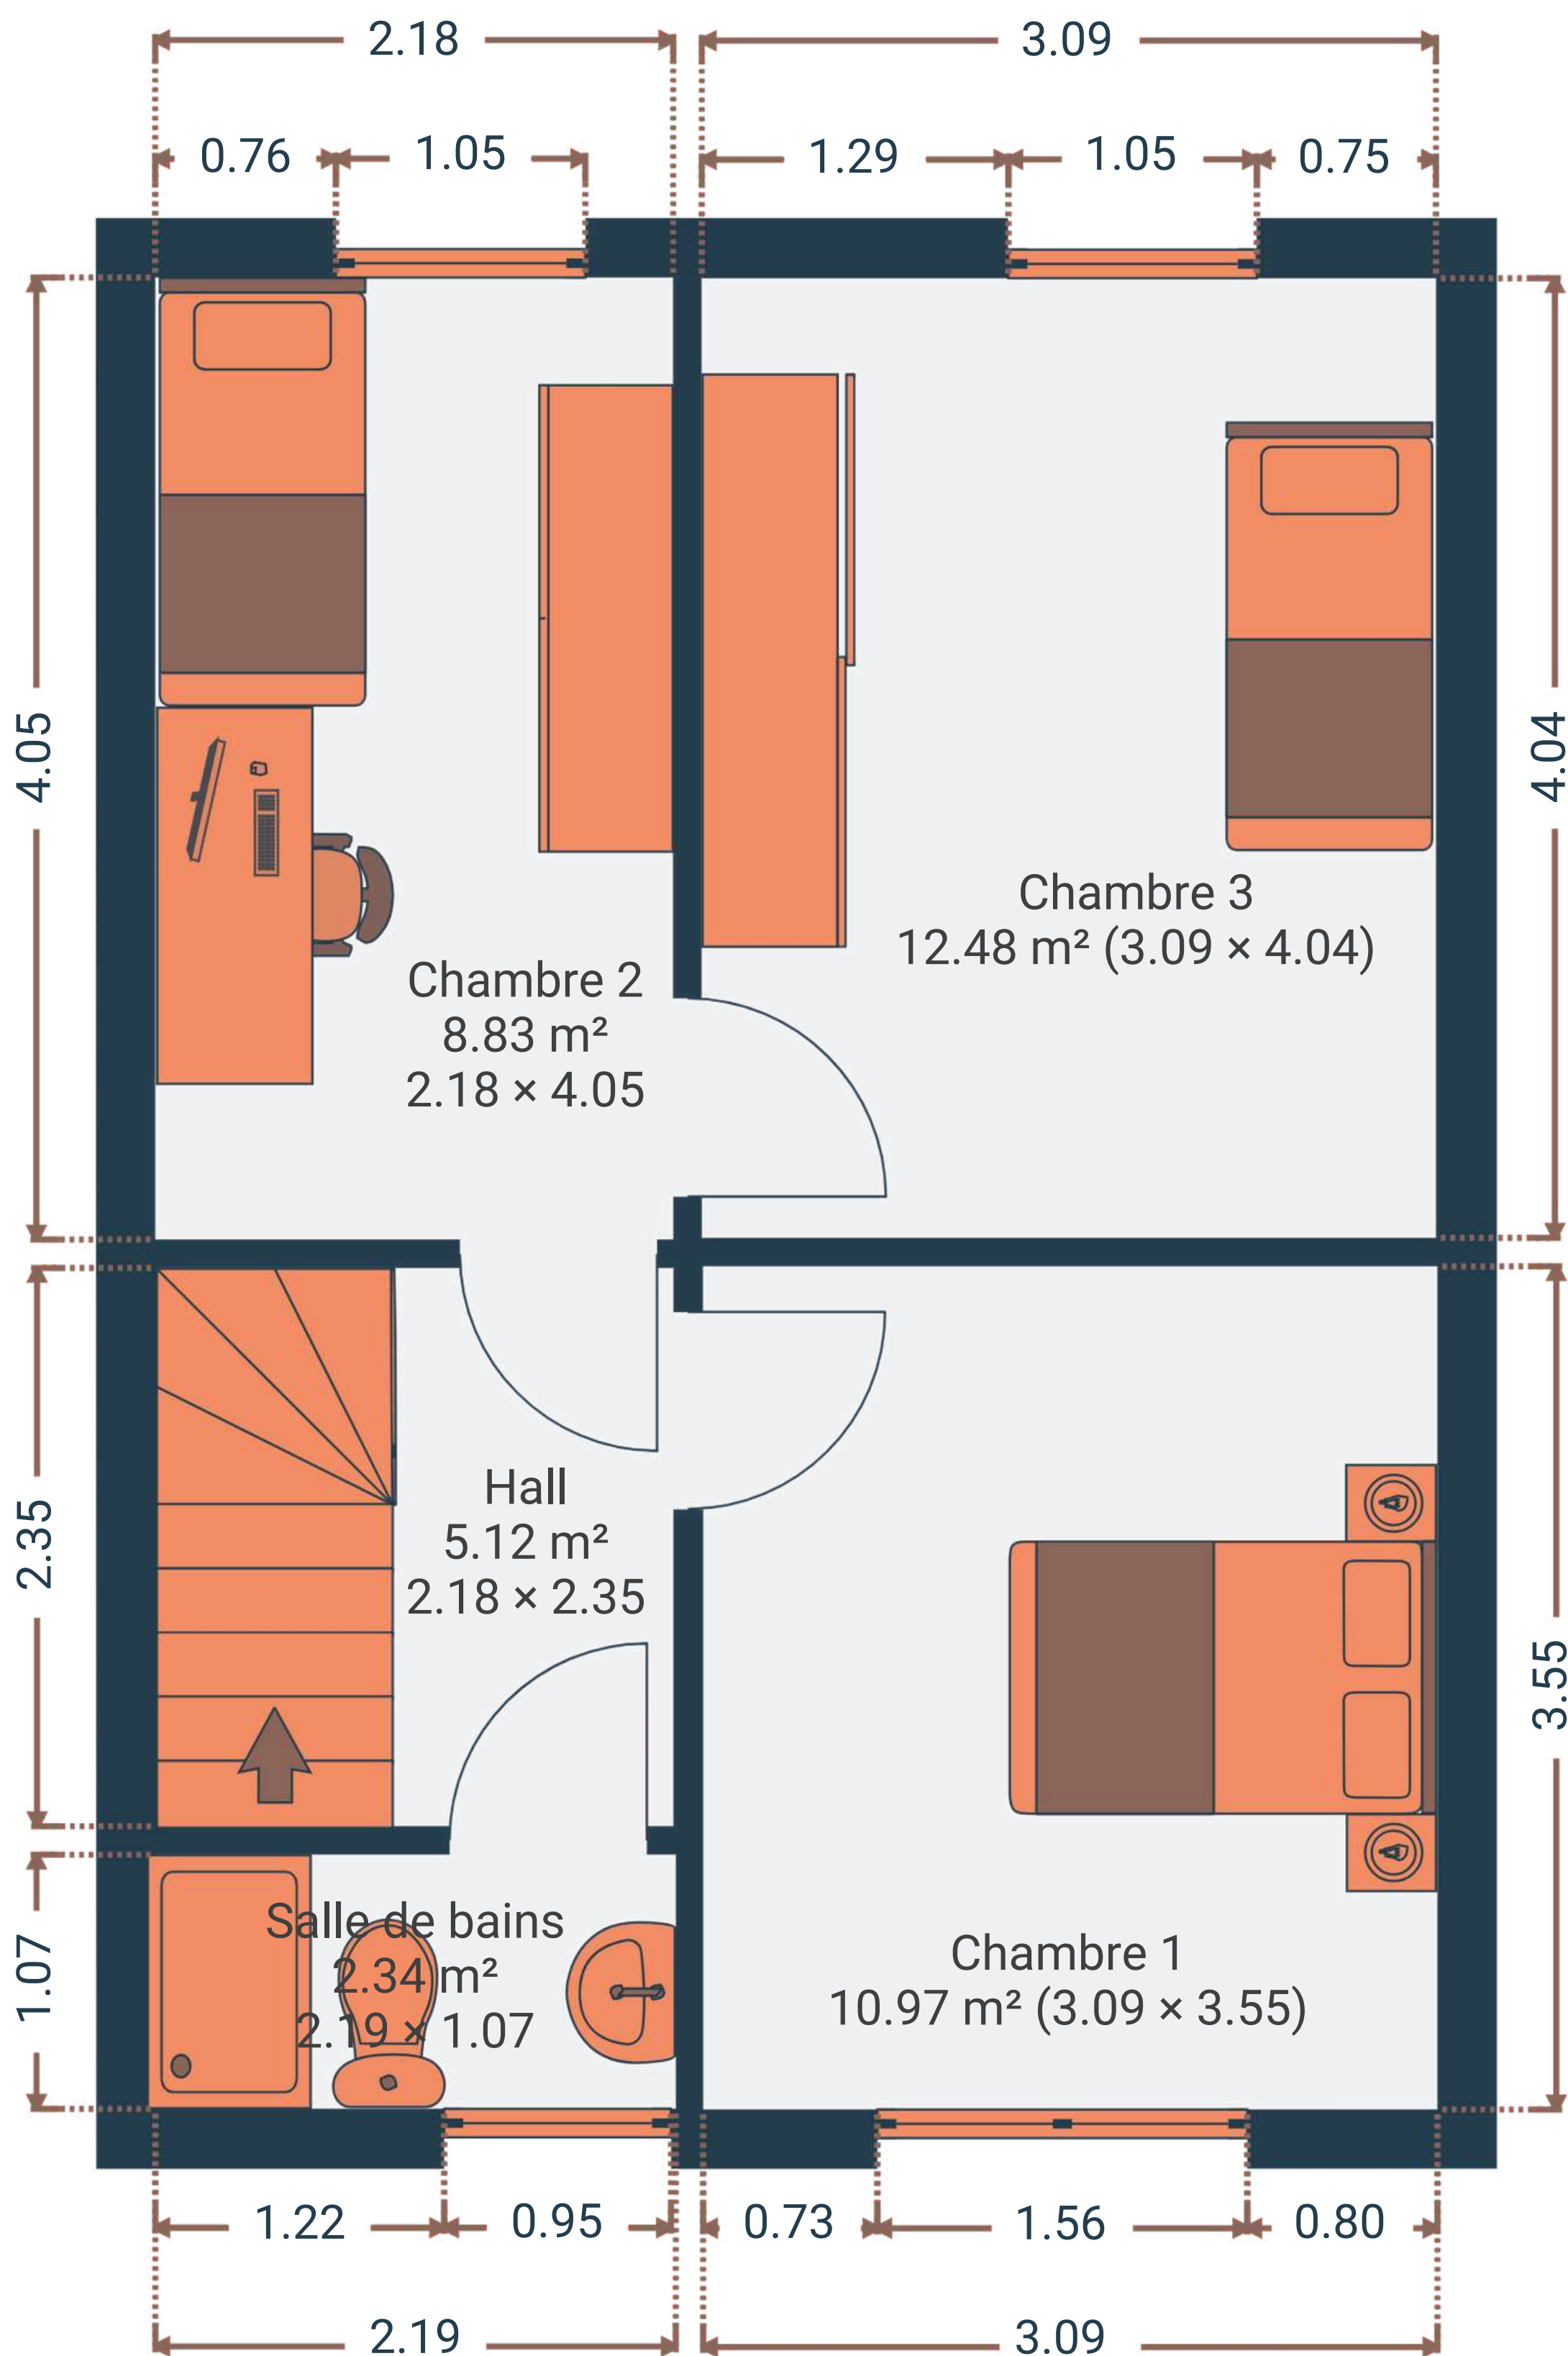 2.18
3.09
0.76
1.05
1.29
1.05
0.75
4.05
4.04
Chambre 3
12.48 m² (3.09 × 4.04)
Chambre 2
8.83 m²
2.18 × 4.05
2.35
Hall
5.12 m²
2.18 × 2.35
3.55
1.07
Salle de bains
2.34 m²
2.19 × 1.07
Chambre 1
10.97 m² (3.09 × 3.55)
1.22
0.95
0.73
1.56
0.80
2.19
3.09